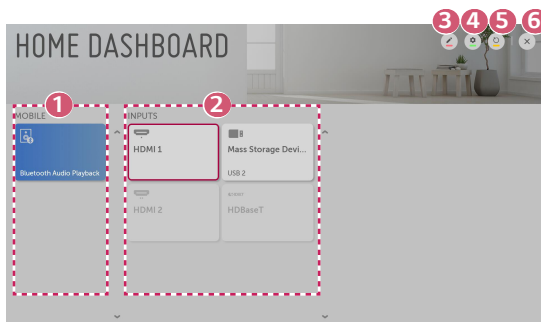 3 4 5 6
HOME DASHBOARD
1 2
MOBILE INPUTS
HDMI 1 Mass Storage Devi...
Bluetooth Audio Playback USB 2
HDMI 2 HDBaseT